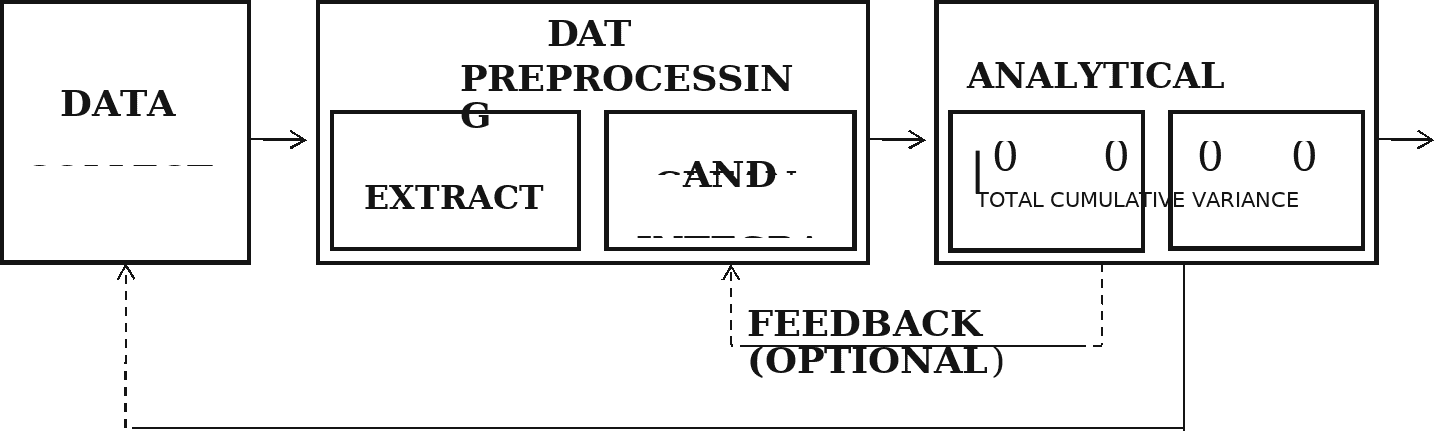 DATA
DAT
PREPROCESSIN
G
EXTRACT
AND
ANALYTICAL
0 0 0 0
TOTAL CUMULATIVE VARIANCE
FEEDBACK
(OPTIONAL)